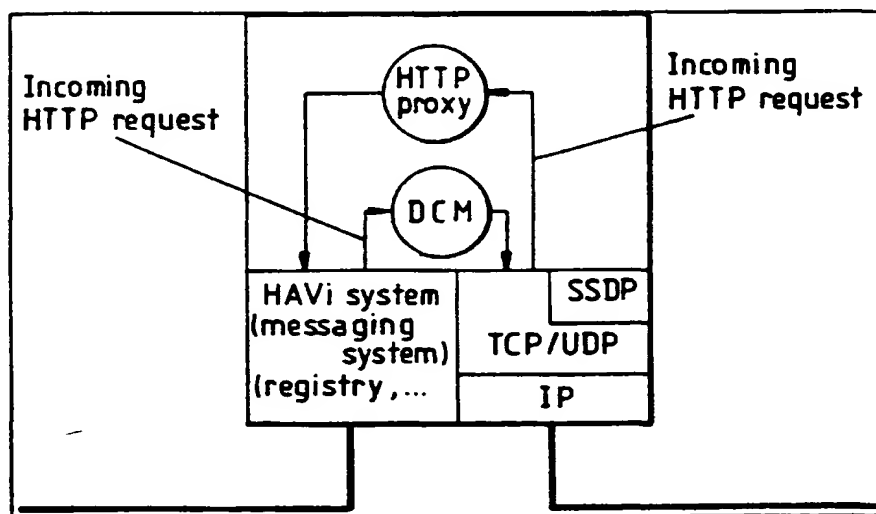 Incoming
HTTP request
HTTP
proxy
Incoming
HTTP request
DCM
HAVi system
(messaging
system)
(registry,...
SSDP
TCP/UDP
IP